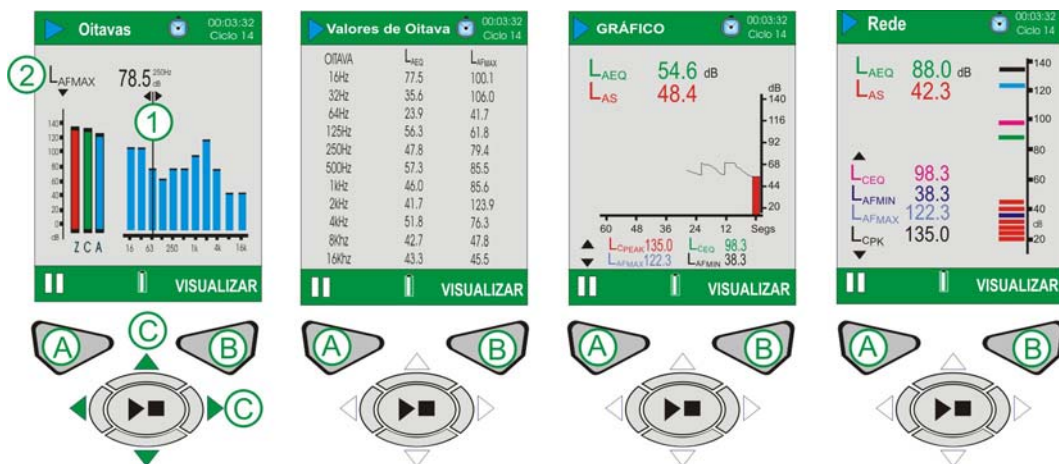 Oitavas
00:03:32
Ciclo 14
2
LAFMAX 78.5 250Hz dB
1
140
120
100
80
60
40
20
dB
Z C A
16 63 250 1k 4k 16k
VISUALIZAR
A
C
B
C
Valores de Oitava
00:03:32
Ciclo 14
OITAVA LAEQ LAFMAX
16Hz 77.5 100.1
32Hz 35.6 106.0
64Hz 23.9 41.7
125Hz 56.3 61.8
250Hz 47.8 79.4
500Hz 57.3 85.5
1kHz 46.0 85.6
2kHz 41.7 123.9
4kHz 51.8 76.3
8Khz 42.7 47.8
16Khz 43.3 45.5
VISUALIZAR
A
B
GRÁFICO
00:03:32
Ciclo 14
LAEQ 54.6 dB
LAS 48.4
dB
140
116
92
68
44
20
60 48 36 24 12 Segs
LCPEAK 135.0 LCEQ 98.3
LAFMAX 122.3 LAFMIN 38.3
VISUALIZAR
A
B
Rede
00:03:32
Ciclo 14
LAEQ 88.0 dB
LAS 42.3
LCEQ 98.3
LAFMIN 38.3
LAFMAX 122.3
LCPK 135.0
140
120
100
80
60
40
dB
20
VISUALIZAR
A
B